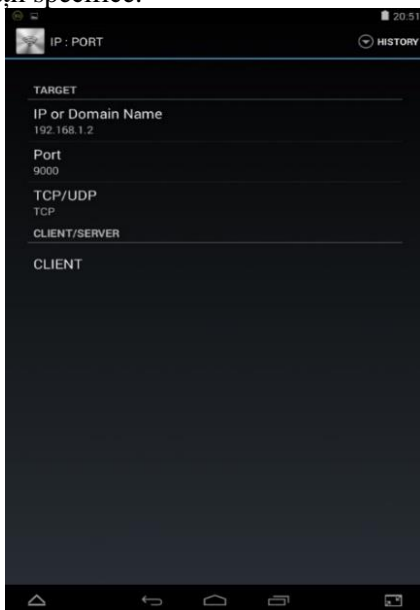 specifice.
20:51
IP : PORT
HISTORY
TARGET
IP or Domain Name
192.168.1.2
Port
9000
TCP/UDP
TCP
CLIENT/SERVER
CLIENT